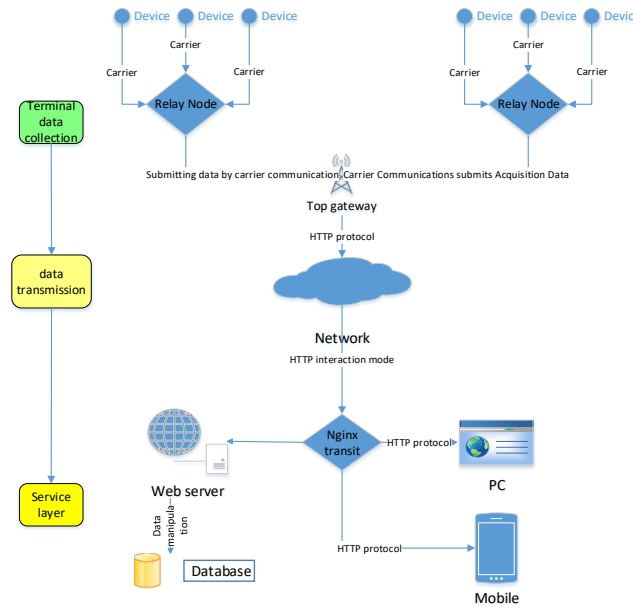 Device
Device
Device
Device
Device
Device
Carrier
Carrier
Carrier
Carrier
Carrier
Carrier
Relay Node
Relay Node
Terminal
data
collection
Submitting data by carrier communication
Carrier Communications submits Acquisition Data
Top gateway
HTTP protocol
data
transmission
Network
HTTP interaction mode
Nginx
transit
HTTP protocol
Web server
PC
Service
layer
Data
manipula
tion
HTTP protocol
Database
Mobile